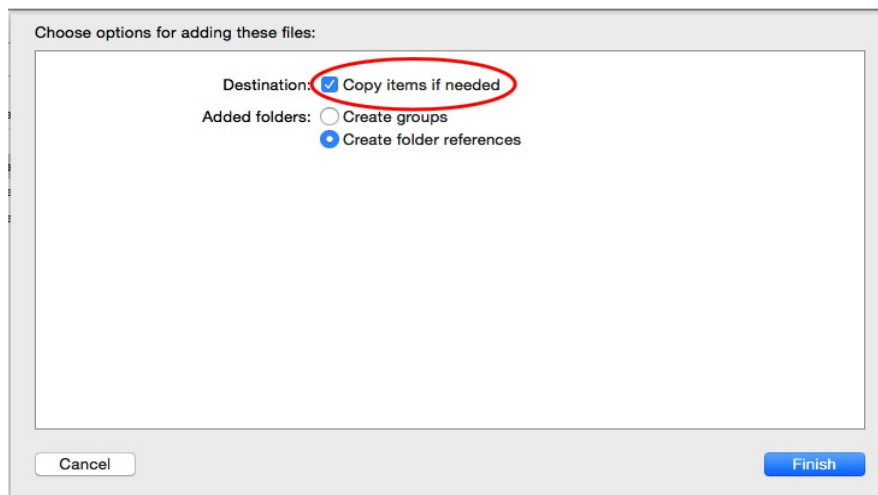 Choose options for adding these files:
Destination: Copy items if needed
Added folders: Create groups
Create folder references
Cancel Finish